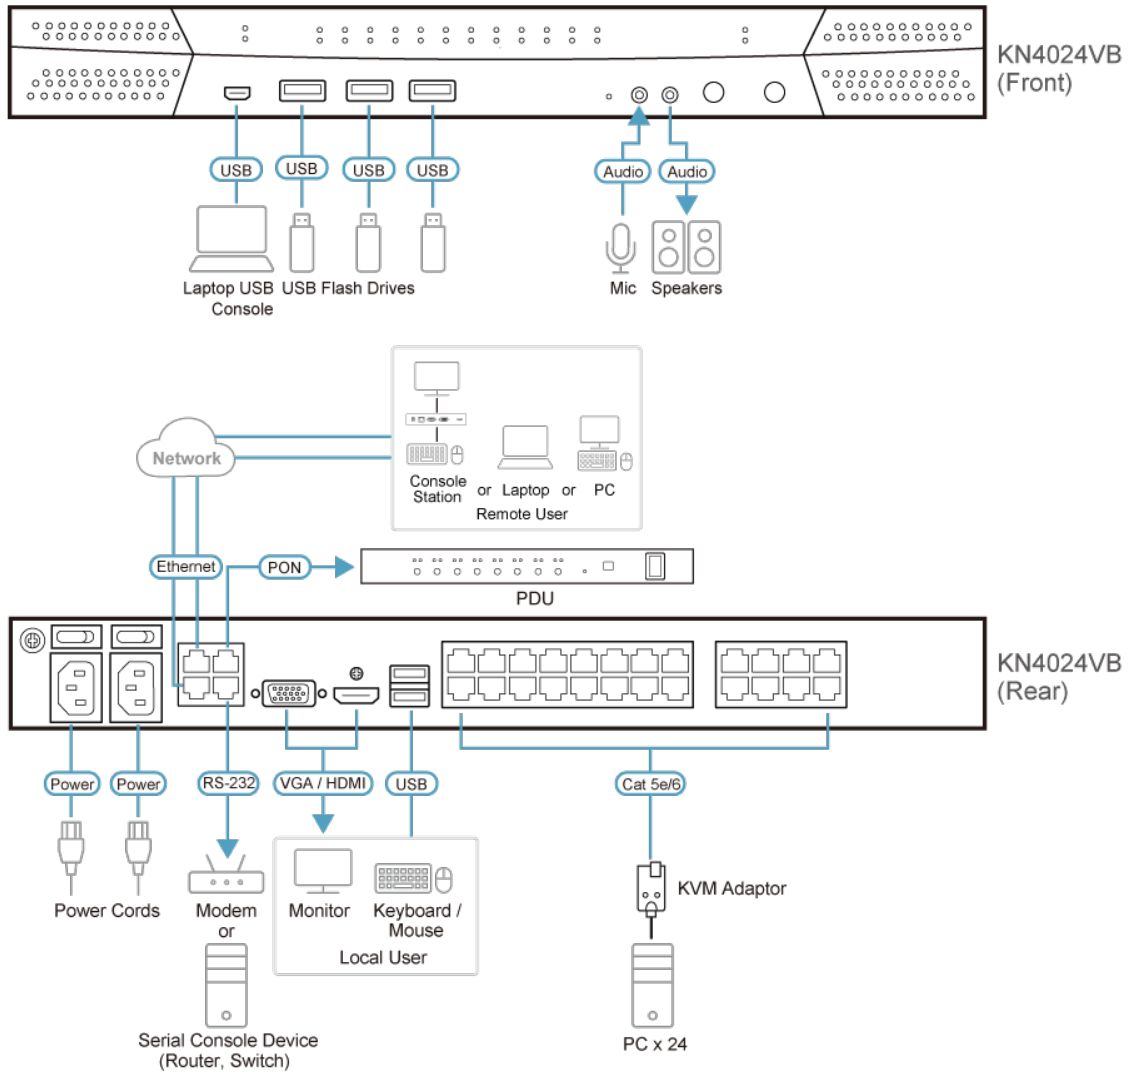 KN4024VB
(Front)
USB
USB
USB
USB
Audio
Audio
Laptop USB
Console
USB Flash Drives
Mic
Speakers
Network
Console
Station
or
Laptop
or
PC
Remote User
Ethernet
PON
PDU
KN4024VB
(Rear)
Power
Power
RS-232
VGA / HDMI
USB
Cat 5e/6
Power Cords
Modem
or
Monitor
Keyboard /
Mouse
Local User
KVM Adaptor
Serial Console Device
(Router, Switch)
PC x 24